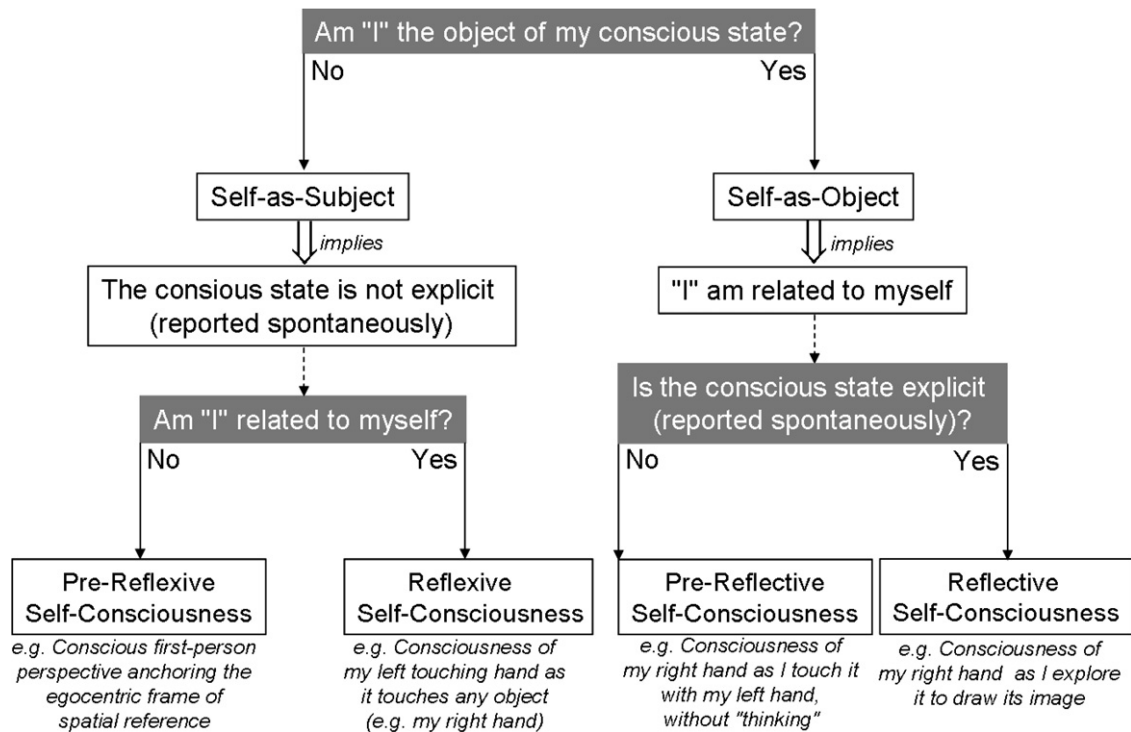 Am "I" the object of my conscious state?
No
Yes
Self-as-Subject
Self-as-Object
implies
implies
The consious state is not explicit
(reported spontaneously)
"I" am related to myself
Am "I" related to myself?
Is the conscious state explicit
(reported spontaneously)?
No
Yes
No
Yes
Pre-Reflexive
Self-Consciousness
e.g. Conscious first-person
perspective anchoring the
egocentric frame of
spatial reference
Reflexive
Self-Consciousness
e.g. Consciousness of
my left touching hand as
it touches any object
(e.g. my right hand)
Pre-Reflective
Self-Consciousness
e.g. Consciousness of
my right hand as I touch it
with my left hand,
without "thinking"
Reflective
Self-Consciousness
e.g. Consciousness of
my right hand as I explore
it to draw its image